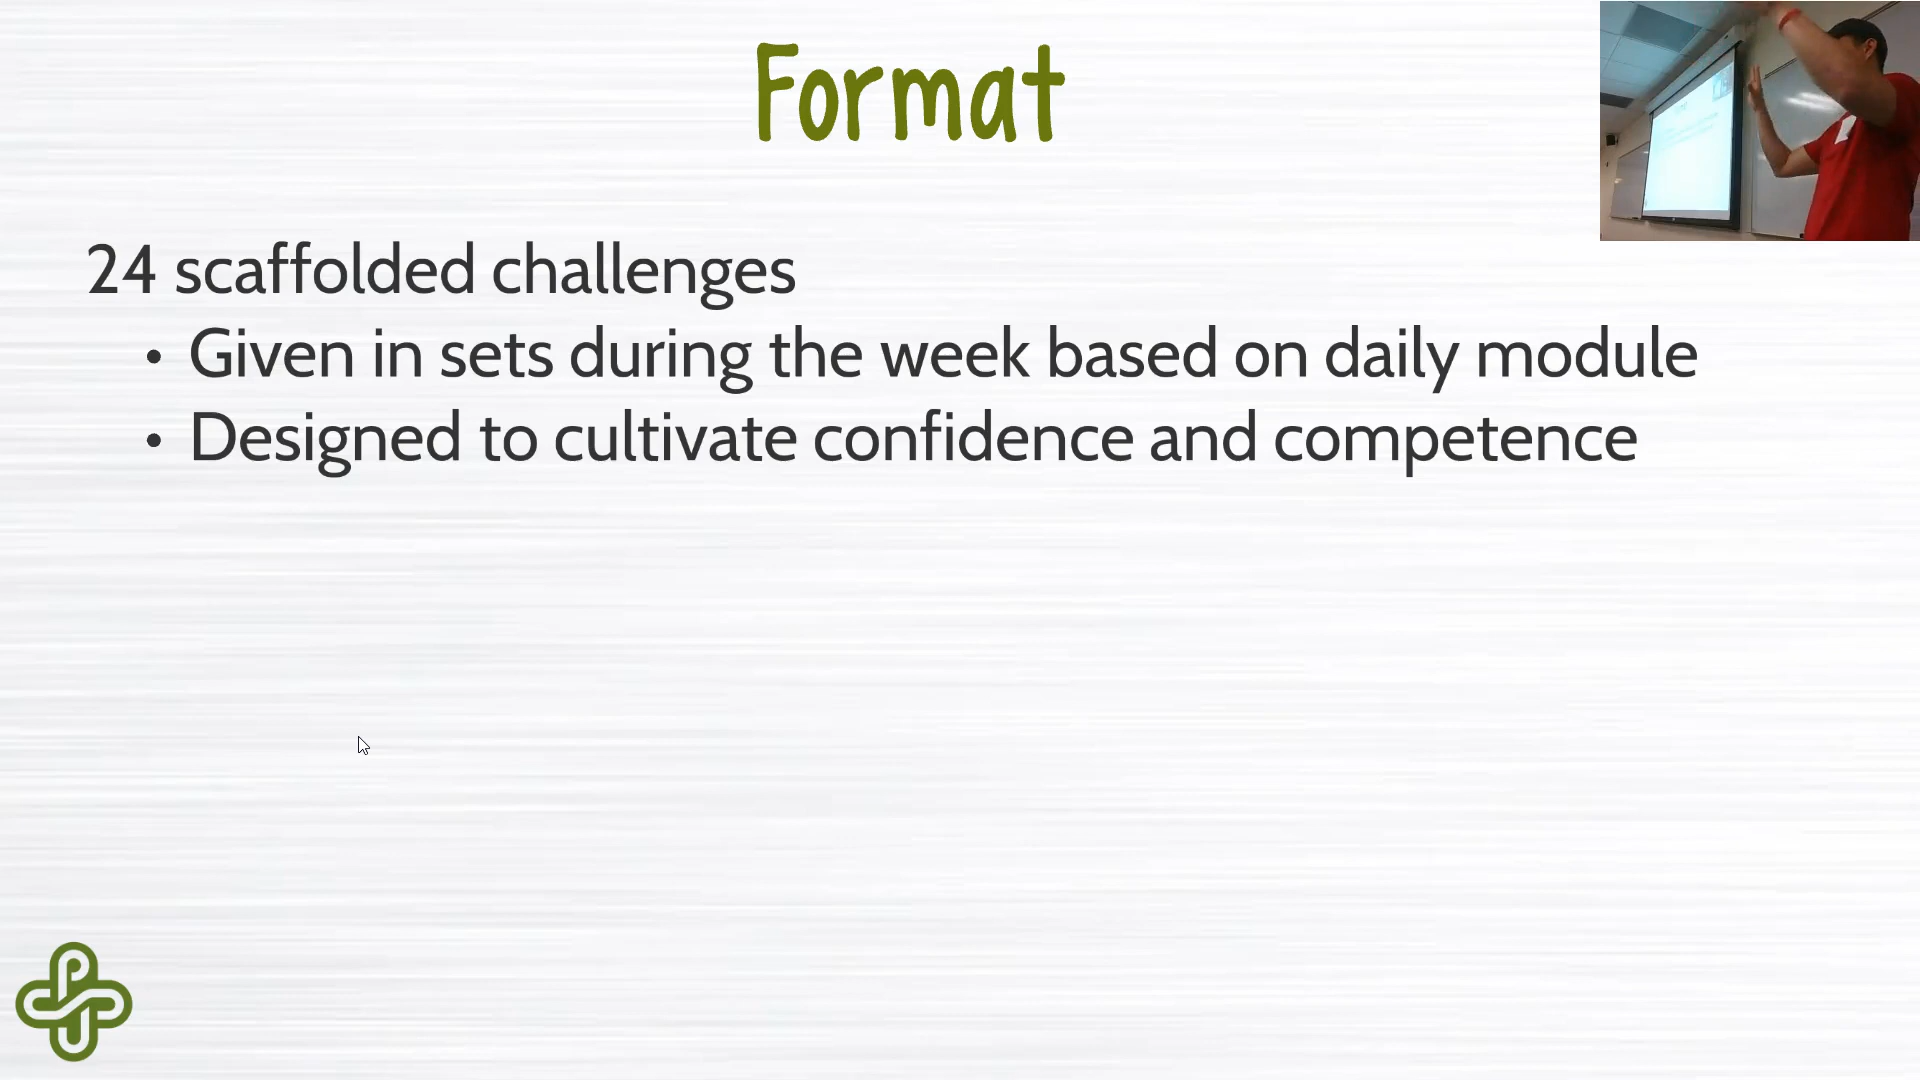 Format
24 scaffolded challenges
• Given in sets during the week based on daily module
• Designed to cultivate confidence and competence